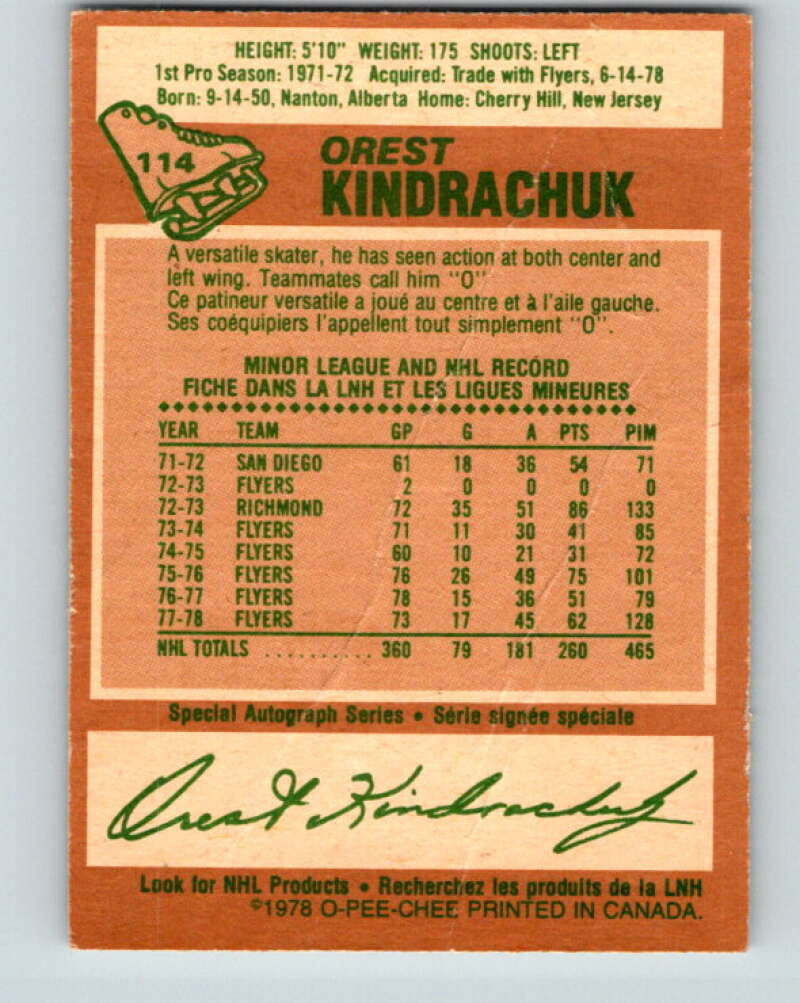 HEIGHT: 5'10" WEIGHT: 175 SHOOTS: LEFT
1st Pro Season: 1971-72 Acquired: Trade with Flyers, 6-14-78
Born: 9-14-50, Nanton, Alberta Home: Cherry Hill, New Jersey
114
OREST
KINDRACHUK
A versatile skater, he has seen action at both center and
left wing. Teammates call him "O"
Ce patineur versatile a joué au centre et à l'aile gauche.
Ses coéquipiers l'appellent tout simplement "O".
MINOR LEAGUE AND NHL RECORD
FICHE DANS LA LNH ET LES LIGUES MINEURES
YEAR TEAM GP G A PTS PIM
71-72 SAN DIEGO 61 18 36 54 71
72-73 FLYERS 2 0 0 0 0
72-73 RICHMOND 72 35 51 86 133
73-74 FLYERS 71 11 30 41 85
74-75 FLYERS 60 10 21 31 72
75-76 FLYERS 76 26 49 75 101
76-77 FLYERS 78 15 36 51 79
77-78 FLYERS 73 17 45 62 128
NHL TOTALS .......... 360 79 181 260 465
Special Autograph Series • Série signée spéciale
Orest Kindrachuk
Look for NHL Products • Recherchez les produits de la LNH
©1978 O-PEE-CHEE PRINTED IN CANADA.